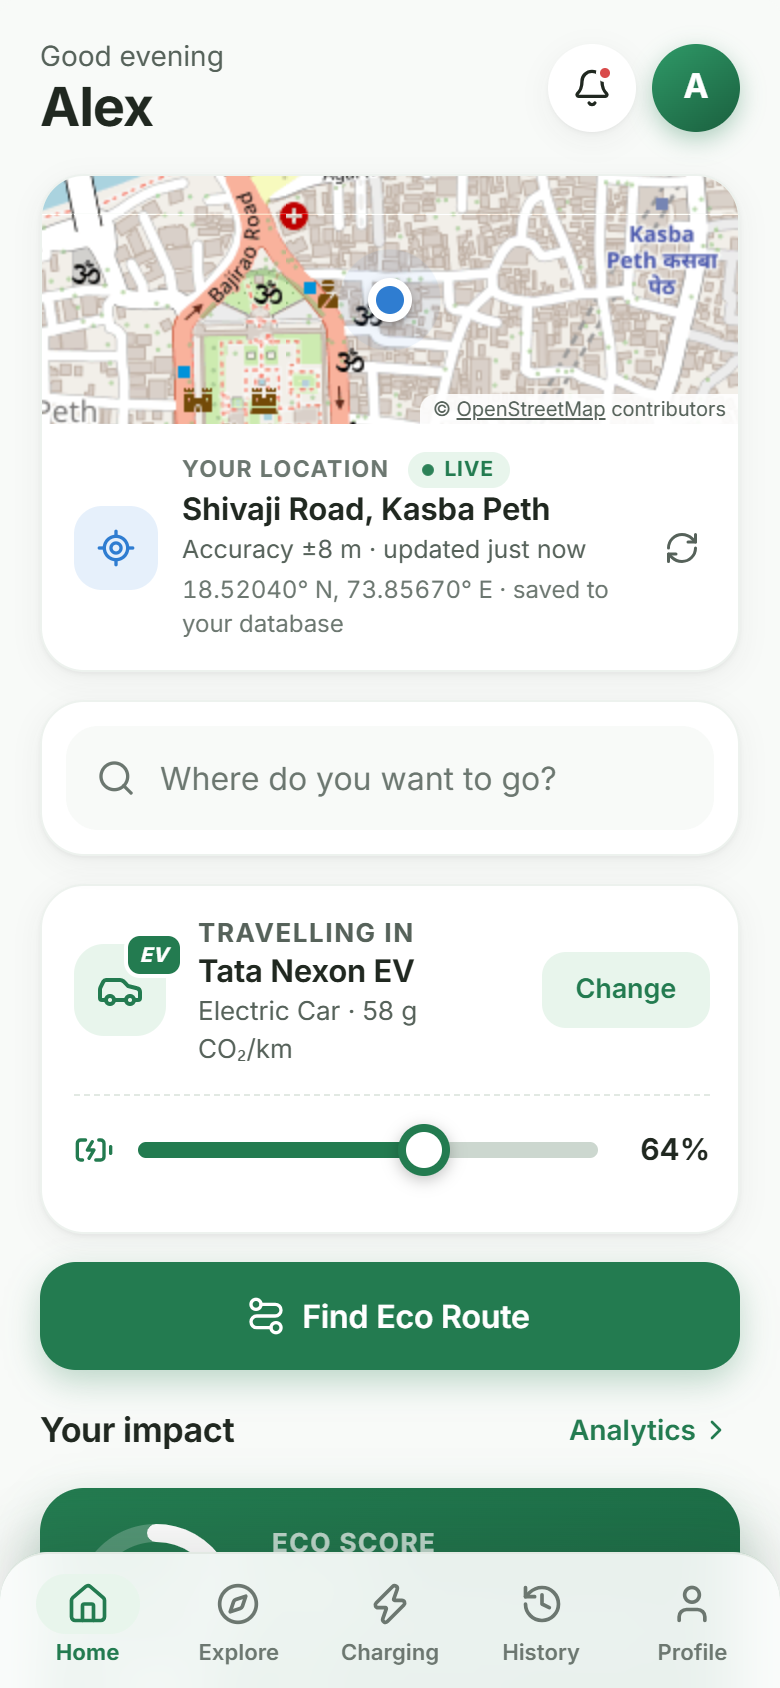 Good evening
Alex
A
Bajirao Road
Kasba
Peth कसबा
पेठ
ॐ
ॐ
ॐ
ॐ
Peth
© OpenStreetMap contributors
YOUR LOCATION
LIVE
Shivaji Road, Kasba Peth
Accuracy ±8 m · updated just now
18.52040° N, 73.85670° E · saved to
your database
Where do you want to go?
EV
TRAVELLING IN
Tata Nexon EV
Electric Car · 58 g
CO₂/km
Change
64%
Find Eco Route
Your impact
Analytics
ECO SCORE
Home
Explore
Charging
History
Profile